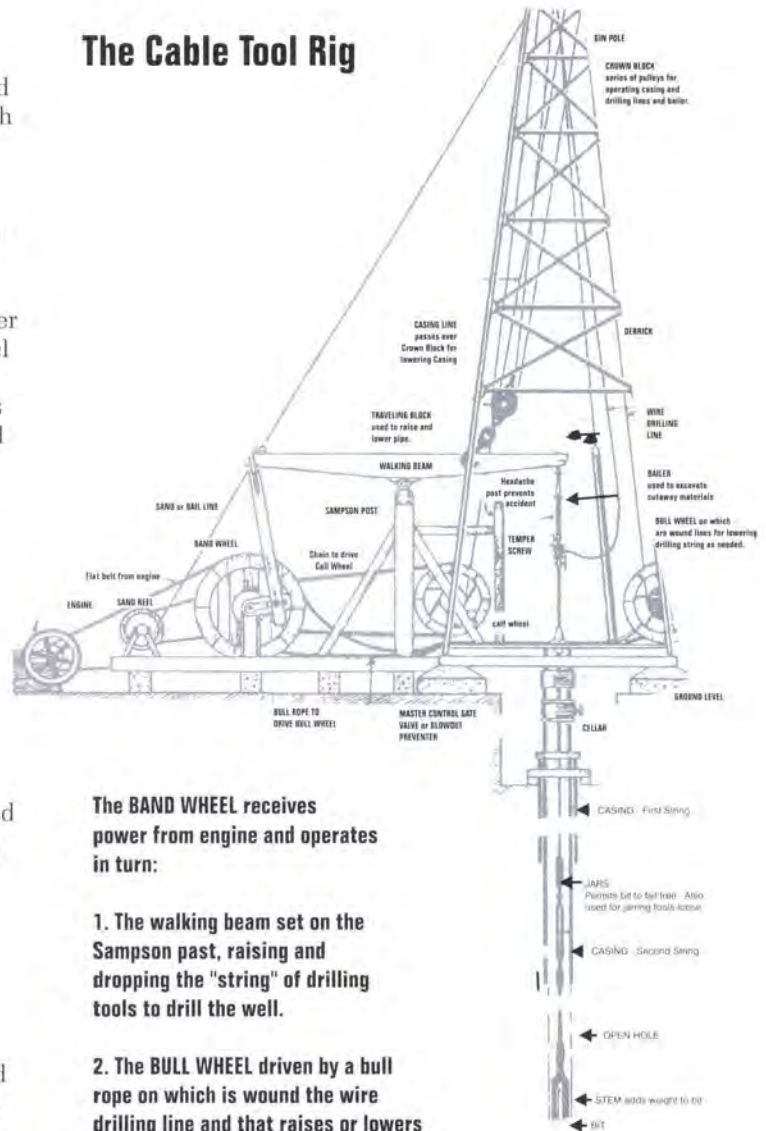 The Cable Tool Rig
GIN POLE
CROWN BLOCK
series of pulleys for
operating casing and
drilling lines and bailer.
CASING LINE
passes over
Crown Block for
lowering Casing
DERRICK
TRAVELING BLOCK
used to raise and
lower pipe.
WIRE
DRILLING
LINE
WALKING BEAM
Headache
post prevents
accident
BAILER
used to excavate
cutaway materials
SAND or BAIL LINE
SAMPSON POST
BULL WHEEL on which
are wound lines for lowering
drilling string as needed.
BAND WHEEL
TEMPER
SCREW
Chain to drive
Calf Wheel
Flat belt from engine
ENGINE
SAND REEL
calf wheel
GROUND LEVEL
BULL ROPE TO
DRIVE BULL WHEEL
MASTER CONTROL GATE
VALVE or BLOWOUT
PREVENTER
CELLAR
The BAND WHEEL receives
power from engine and operates
in turn:
1. The walking beam set on the
Sampson past, raising and
dropping the "string" of drilling
tools to drill the well.
2. The BULL WHEEL driven by a bull
rope on which is wound the wire
drilling line and that raises or lowers
CASING - First String
JARS
Permits bit to fall free - Also
used for jarring tools loose
CASING - Second String
OPEN HOLE
STEM adds weight to bit
BIT